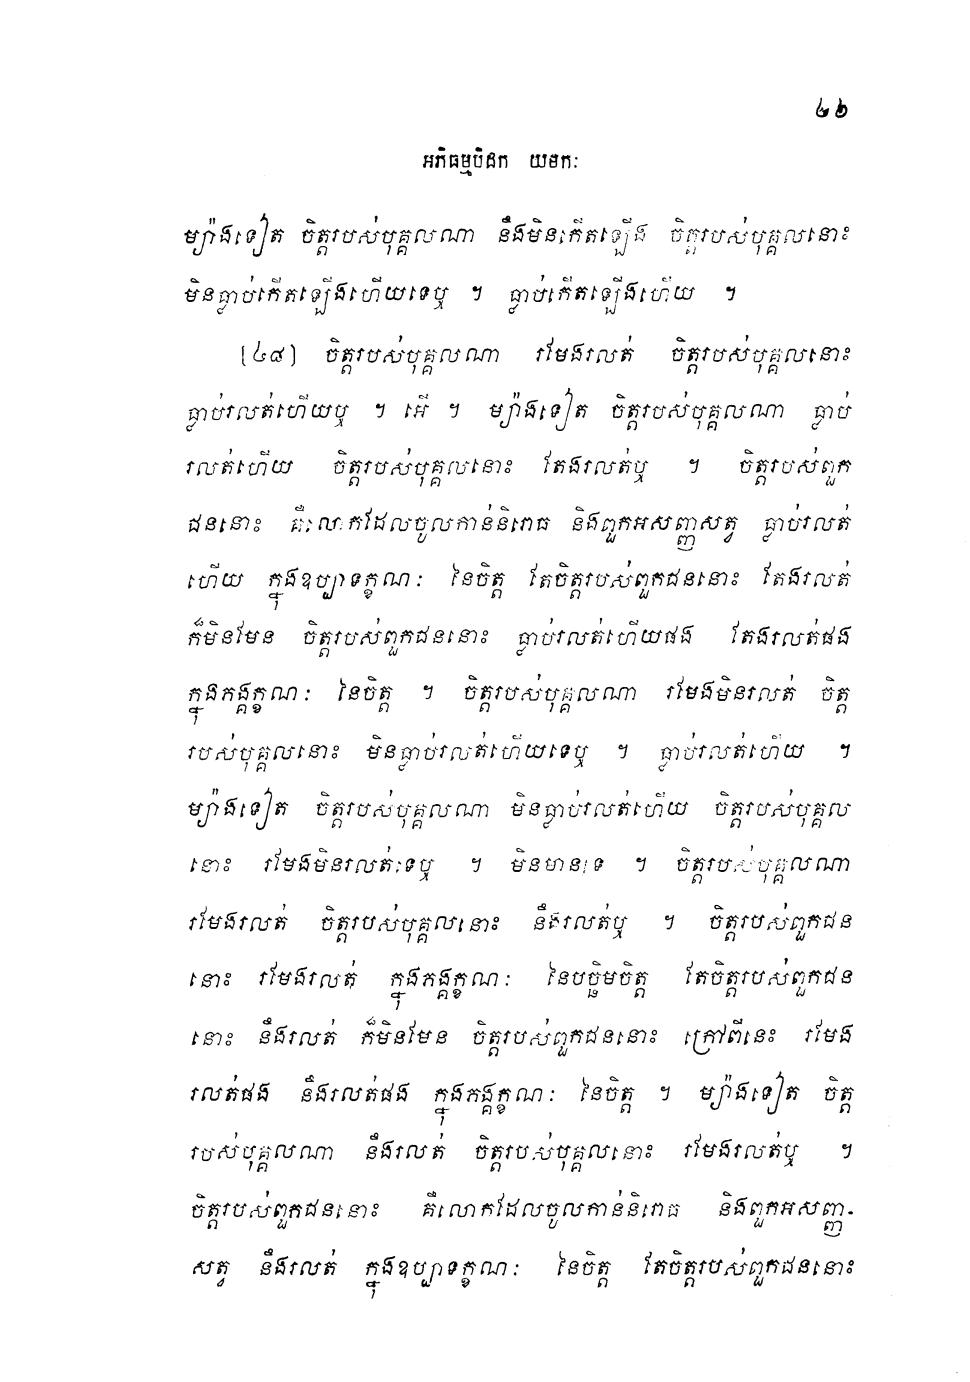 ៤៦
អភិធម្មបិដក យមកៈ
ម្យ៉ាងទៀត ចិត្តរបស់បុគ្គលណា នឹងមិនកើតឡើង ចិត្តរបស់បុគ្គលនោះ
មិនធ្លាប់កើតឡើងហើយទេឬ ។ ធ្លាប់កើតឡើងហើយ ។
(៤៨) ចិត្តរបស់បុគ្គលណា រមែងរលត់ ចិត្តរបស់បុគ្គលនោះ
ធ្លាប់រលត់ហើយឬ ។ អើ ។ ម្យ៉ាងទៀត ចិត្តរបស់បុគ្គលណា ធ្លាប់
រលត់ហើយ ចិត្តរបស់បុគ្គលនោះ តែងរលត់ឬ ។ ចិត្តរបស់ពួក
ជននោះ គឺលោកដែលចូលកាន់និរោធ និងពួកអសញ្ញសត្វ ធ្លាប់រលត់
ហើយ ក្នុងឧប្បាទក្ខណៈ នៃចិត្ត តែចិត្តរបស់ពួកជននោះ តែងរលត់
ក៏មិនមែន ចិត្តរបស់ពួកជននោះ ធ្លាប់រលត់ហើយផង តែងរលត់ផង
ក្នុងភង្គក្ខណៈ នៃចិត្ត ។ ចិត្តរបស់បុគ្គលណា រមែងមិនរលត់ ចិត្ត
របស់បុគ្គលនោះ មិនធ្លាប់រលត់ហើយទេឬ ។ ធ្លាប់រលត់ហើយ ។
ម្យ៉ាងទៀត ចិត្តរបស់បុគ្គលណា មិនធ្លាប់រលត់ហើយ ចិត្តរបស់បុគ្គល
នោះ រមែងមិនរលត់ទេឬ ។ មិនមានទេ ។ ចិត្តរបស់បុគ្គលណា
រមែងរលត់ ចិត្តរបស់បុគ្គលនោះ នឹងរលត់ឬ ។ ចិត្តរបស់ពួកជន
នោះ រមែងរលត់ ក្នុងភង្គក្ខណៈ នៃបច្ឆិមចិត្ត តែចិត្តរបស់ពួកជន
នោះ នឹងរលត់ ក៏មិនមែន ចិត្តរបស់ពួកជននោះ ក្រៅពីនេះ រមែង
រលត់ផង នឹងរលត់ផង ក្នុងភង្គក្ខណៈ នៃចិត្ត ។ ម្យ៉ាងទៀត ចិត្ត
របស់បុគ្គលណា នឹងរលត់ ចិត្តរបស់បុគ្គលនោះ រមែងរលត់ឬ ។
ចិត្តរបស់ពួកជននោះ គឺលោកដែលចូលកាន់និរោធ និងពួកអសញ្ញ-
សត្វ នឹងរលត់ ក្នុងឧប្បាទក្ខណៈ នៃចិត្ត តែចិត្តរបស់ពួកជននោះ